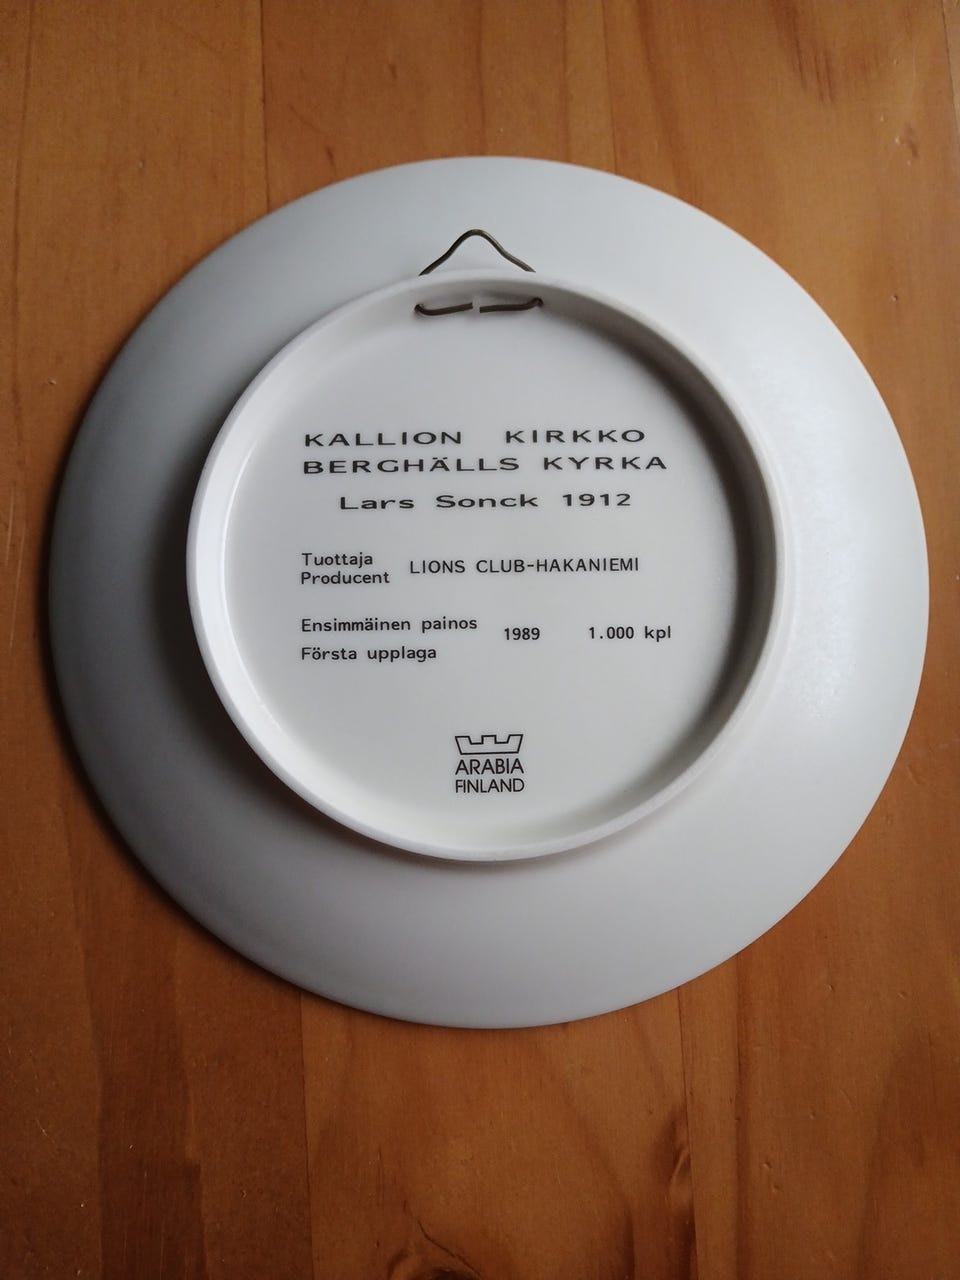 KALLION KIRKKO
BERGHÄLLS KYRKA
Lars Sonck 1912
Tuottaja
Producent LIONS CLUB-HAKANIEMI
Ensimmäinen painos 1989 1.000 kpl
Första upplaga
ARABIA
FINLAND